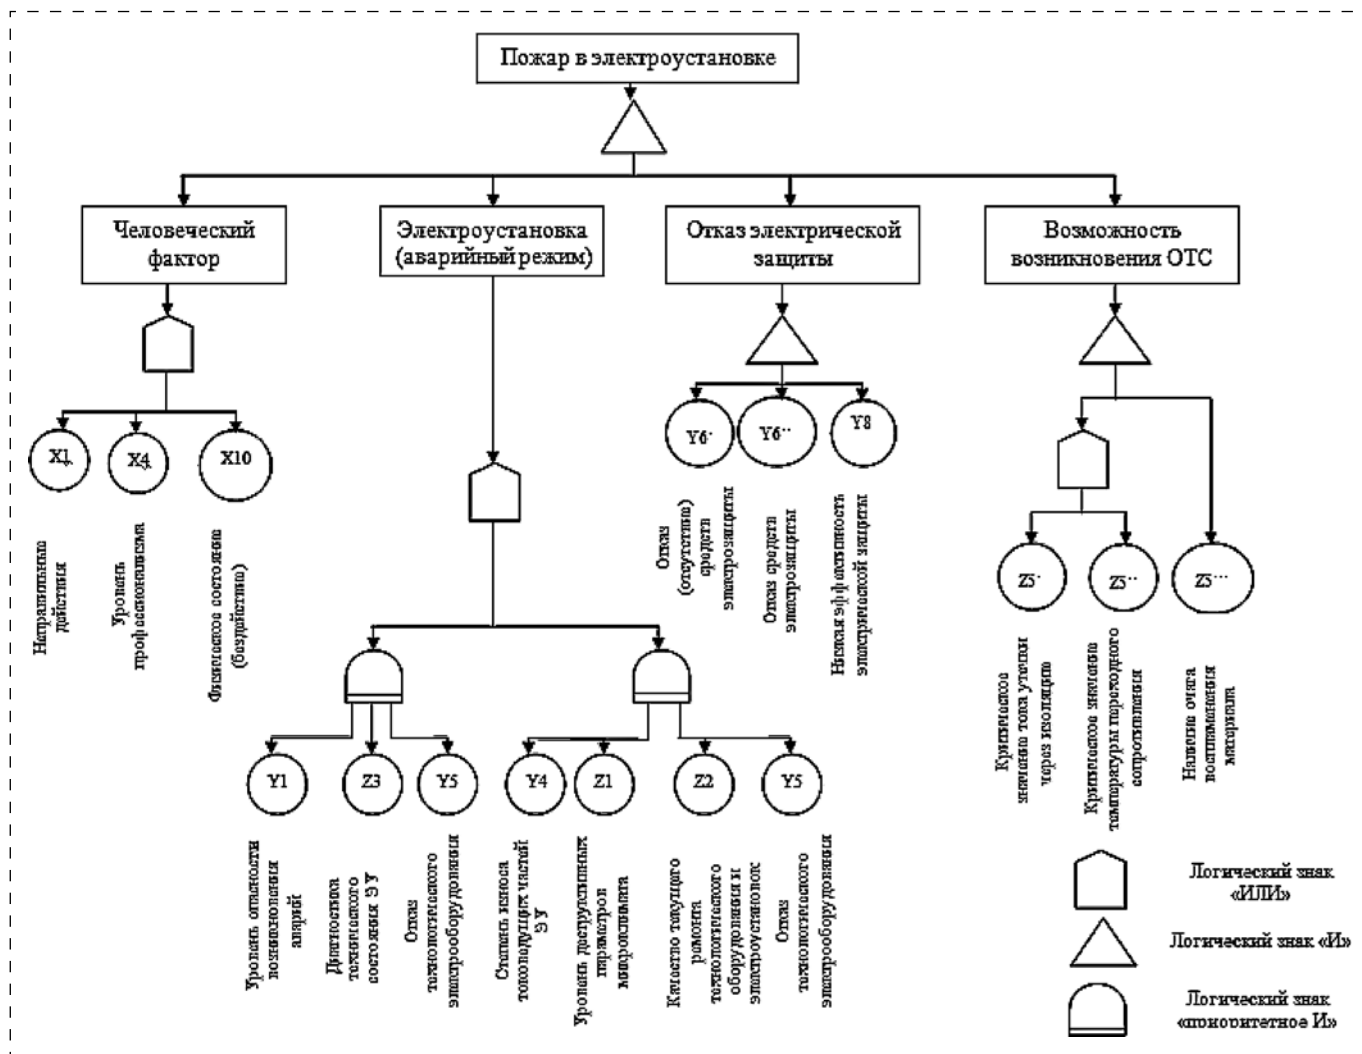 Пожар в электроустановке
Человеческий
фактор
Электроустановка
(аварийный режим)
Отказ электрической
защиты
Возможность
возникновения ОТС
X1
X4
X10
Y6'
Y6''
Y8
Z5'
Z5''
Z5'''
Неправильные
действия
Уровень
профессионализма
Физическое состояние
(бездействие)
Отказ
(отсутствие)
средств
электрозащиты
Отказ средств
электрозащиты
Низкая эффективность
электрической защиты
Критическое
значение тока утечки
через изоляцию
Критическое значение
температуры переходного
сопротивления
Наличие очага
воспламенения
материала
Y1
Z3
Y5
Y4
Z1
Z2
Y5
Уровень опасности
возникновения
аварий
Диагностика
технического
состояния ЭУ
Отказ
технологического
электрооборудования
Степень износа
токоведущих частей
ЭУ
Уровень деструктивных
параметров
микроклимата
Качество текущего
ремонта
технологического
оборудования и
электроустановок
Отказ
технологического
электрооборудования
Логический знак
«ИЛИ»
Логический знак «И»
Логический знак
«приоритетное И»